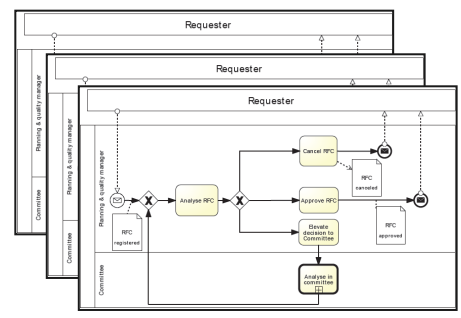 Requester
Requester
Requester
Planning & quality manager
Committee
Planning & quality manager
Committee
Planning & quality manager
Committee
Cancel RFC
RFC
canceled
Analyse RFC
Approve RFC
RFC
registered
Elevate
decision to
Committee
RFC
approved
Analyse in
committee